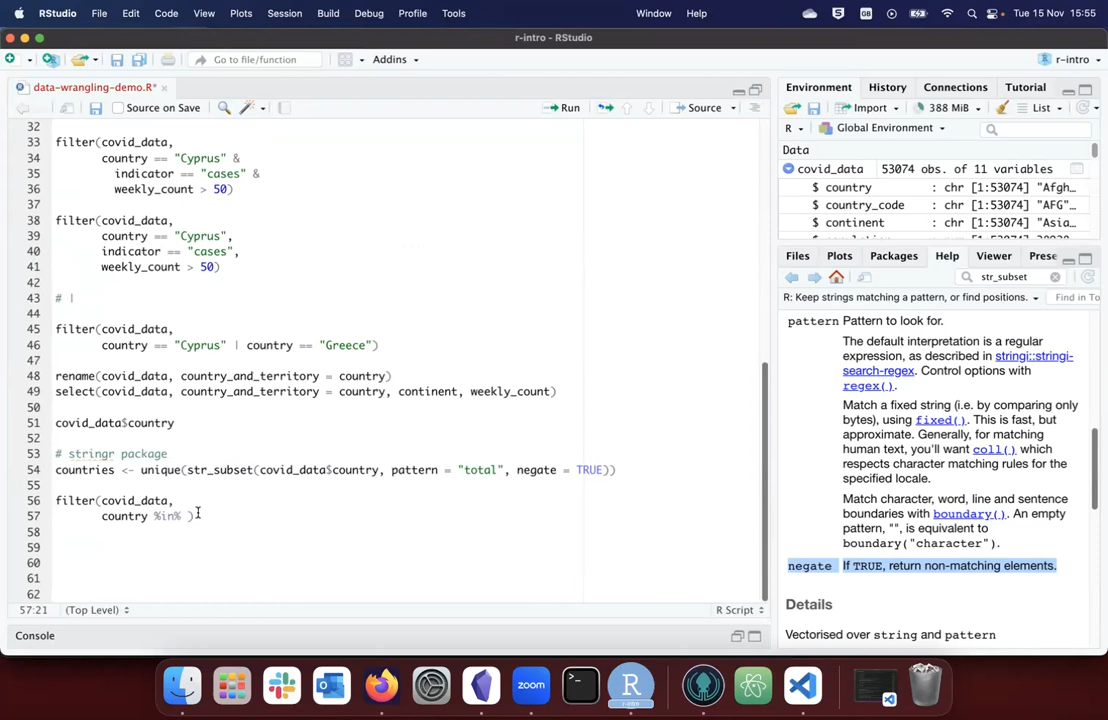 RStudio File Edit Code View Plots Session Build Debug Profile Tools Window Help GB Tue 15 Nov 15:55
r-intro - RStudio
Go to file/function Addins r-intro
data-wrangling-demo.R*
Source on Save Run Source
32
33 filter(covid_data,
34 country == "Cyprus" &
35 indicator == "cases" &
36 weekly_count > 50)
37
38 filter(covid_data,
39 country == "Cyprus",
40 indicator == "cases",
41 weekly_count > 50)
42
43 # |
44
45 filter(covid_data,
46 country == "Cyprus" | country == "Greece")
47
48 rename(covid_data, country_and_territory = country)
49 select(covid_data, country_and_territory = country, continent, weekly_count)
50
51 covid_data$country
52
53 # stringr package
54 countries <- unique(str_subset(covid_data$country, pattern = "total", negate = TRUE))
55
56 filter(covid_data,
57 country %in% )
58
59
60
61
62
57:21 (Top Level) R Script
Console
Environment History Connections Tutorial
Import 388 MiB List
R Global Environment
Data
covid_data 53074 obs. of 11 variables
$ country : chr [1:53074] "Afgh…
$ country_code : chr [1:53074] "AFG"…
$ continent : chr [1:53074] "Asia…
Files Plots Packages Help Viewer Prese
str_subset
R: Keep strings matching a pattern, or find positions. Find in To
pattern Pattern to look for.
The default interpretation is a regular
expression, as described in stringi::stringi-
search-regex. Control options with
regex().
Match a fixed string (i.e. by comparing only
bytes), using fixed(). This is fast, but
approximate. Generally, for matching
human text, you'll want coll() which
respects character matching rules for the
specified locale.
Match character, word, line and sentence
boundaries with boundary(). An empty
pattern, "", is equivalent to
boundary("character").
negate If TRUE, return non-matching elements.
Details
Vectorised over string and pattern
zoom
R
r-intro